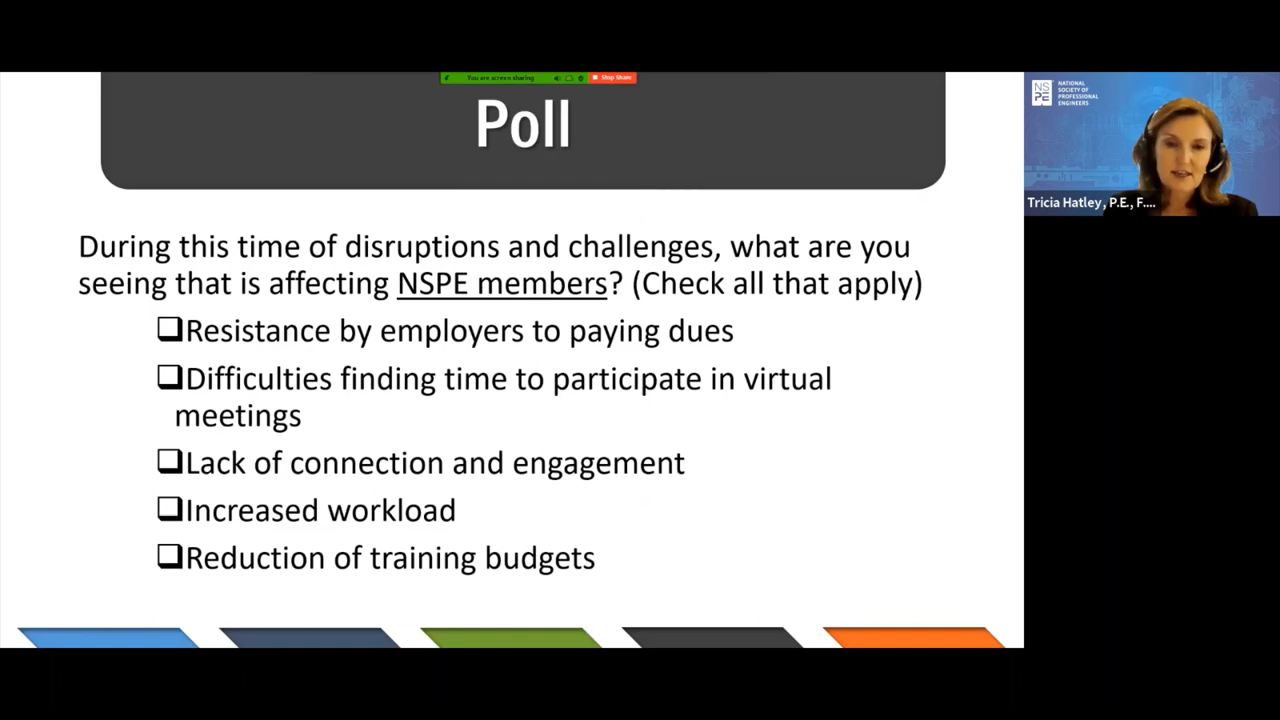 You are screen sharing
Stop Share
Poll
During this time of disruptions and challenges, what are you
seeing that is affecting NSPE members? (Check all that apply)
❑Resistance by employers to paying dues
❑Difficulties finding time to participate in virtual
meetings
❑Lack of connection and engagement
❑Increased workload
❑Reduction of training budgets
NS
PE
NATIONAL
SOCIETY OF
PROFESSIONAL
ENGINEERS
Tricia Hatley, P.E., F....